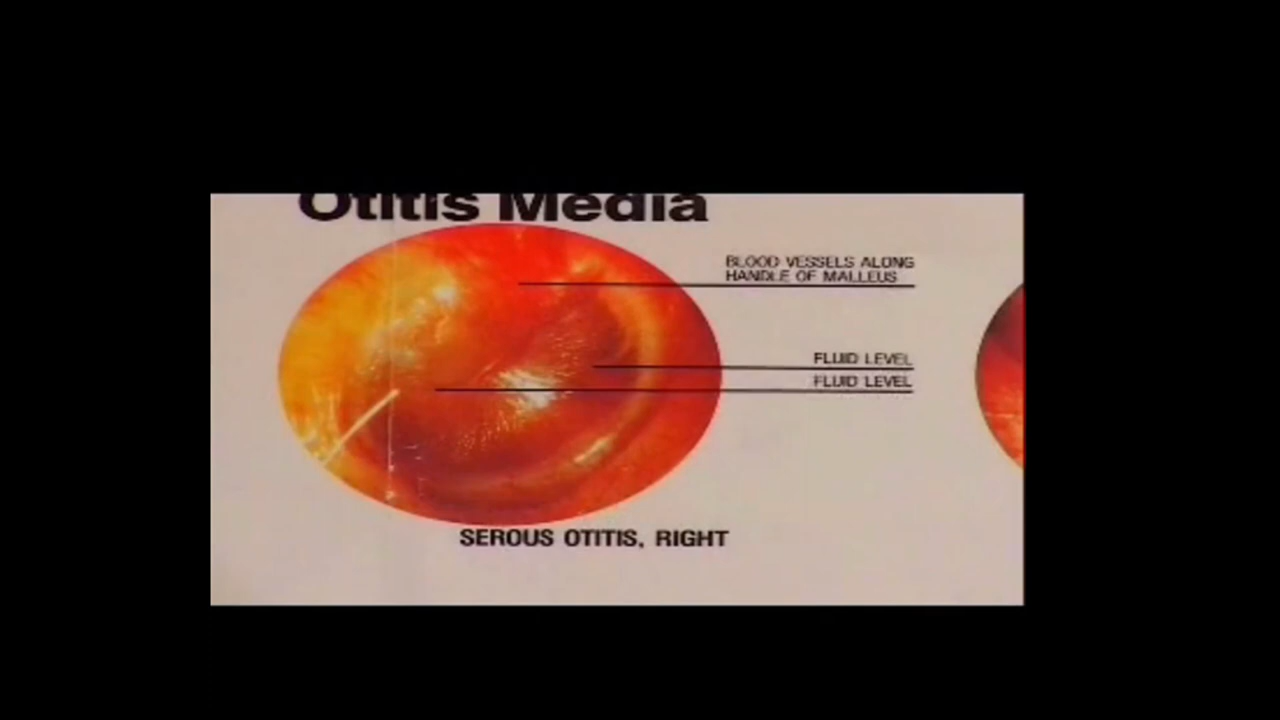 Otitis Media
BLOOD VESSELS ALONG
HANDLE OF MALLEUS
FLUID LEVEL
FLUID LEVEL
SEROUS OTITIS, RIGHT